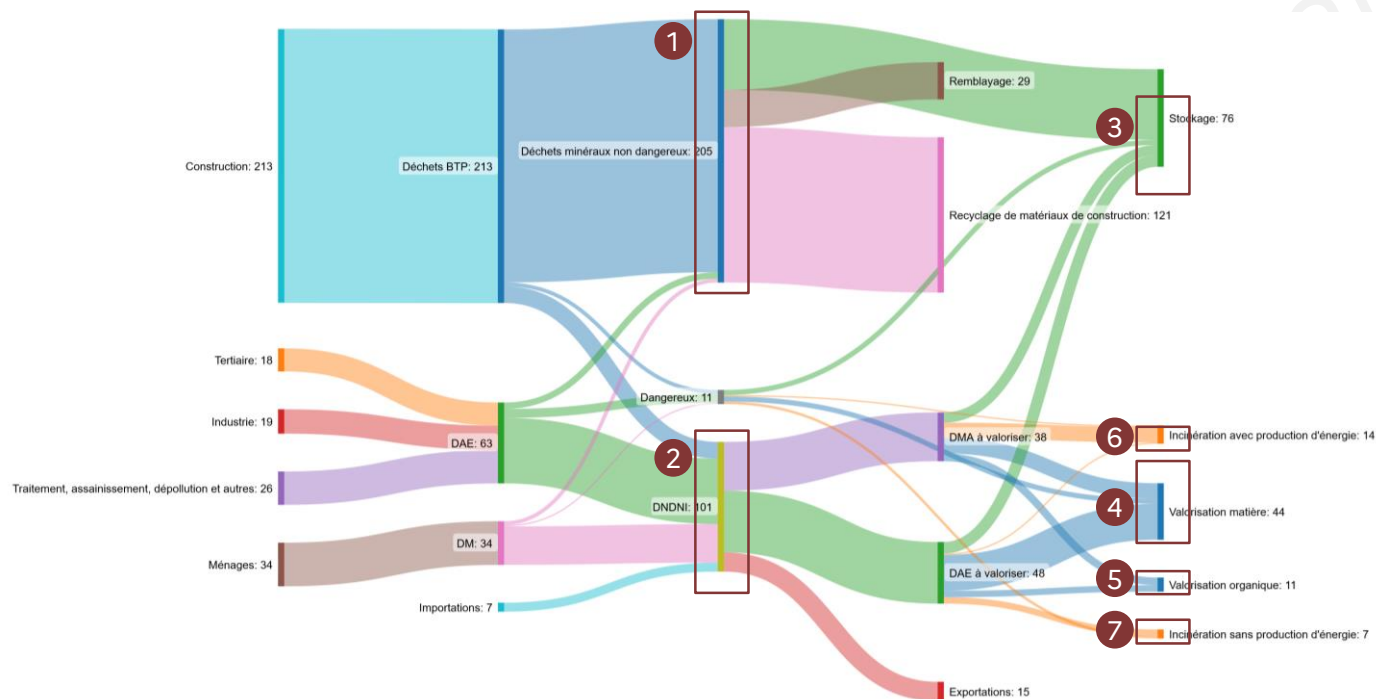 1
Remblayage: 29
3
Stockage: 76
Construction: 213
Déchets BTP: 213
Déchets minéraux non dangereux: 205
Recyclage de matériaux de construction: 121
Tertiaire: 18
Industrie: 19
DAE: 63
Dangereux: 11
2
DNDNI: 101
DMA à valoriser: 38
6
Incinération avec production d'énergie: 14
Traitement, assainissement, dépollution et autres: 26
4
Valorisation matière: 44
DM: 34
Ménages: 34
Importations: 7
DAE à valoriser: 48
5
Valorisation organique: 11
7
Incinération sans production d'énergie: 7
Exportations: 15